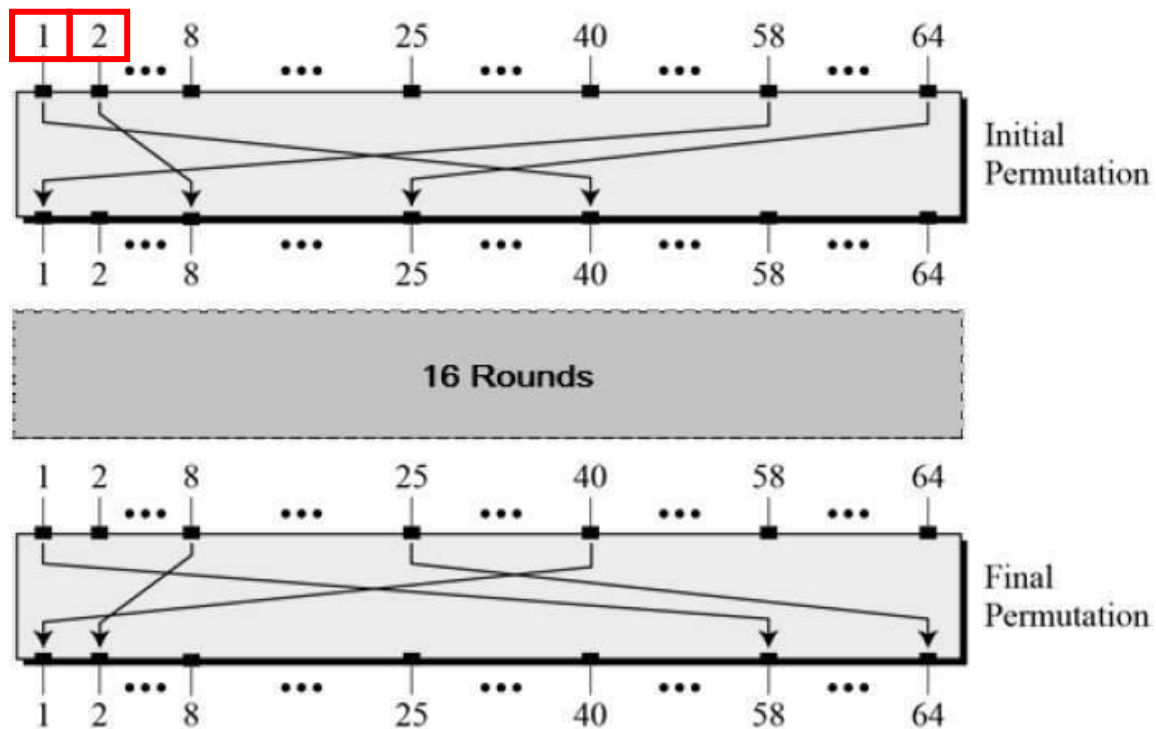 1 2 8 25 40 58 64
••• ••• ••• ••• •••
Initial
Permutation
••• ••• ••• ••• •••
1 2 8 25 40 58 64
16 Rounds
1 2 8 25 40 58 64
••• ••• ••• ••• •••
Final
Permutation
••• ••• ••• ••• •••
1 2 8 25 40 58 64